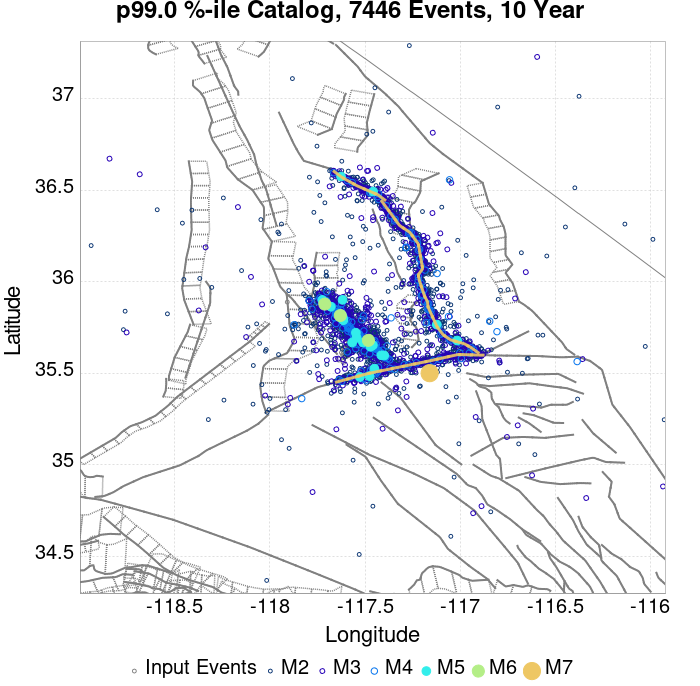 p99.0 %-ile Catalog, 7446 Events, 10 Year
37
36.5
36
35.5
35
34.5
Latitude
-118.5 -118 -117.5 -117 -116.5 -116
Longitude
Input Events M2 M3 M4 M5 M6 M7